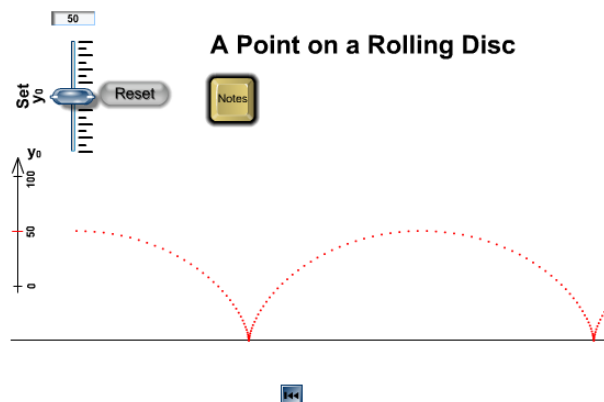 50
A Point on a Rolling Disc
Set
y0
Reset
Notes
y0
100
50
0